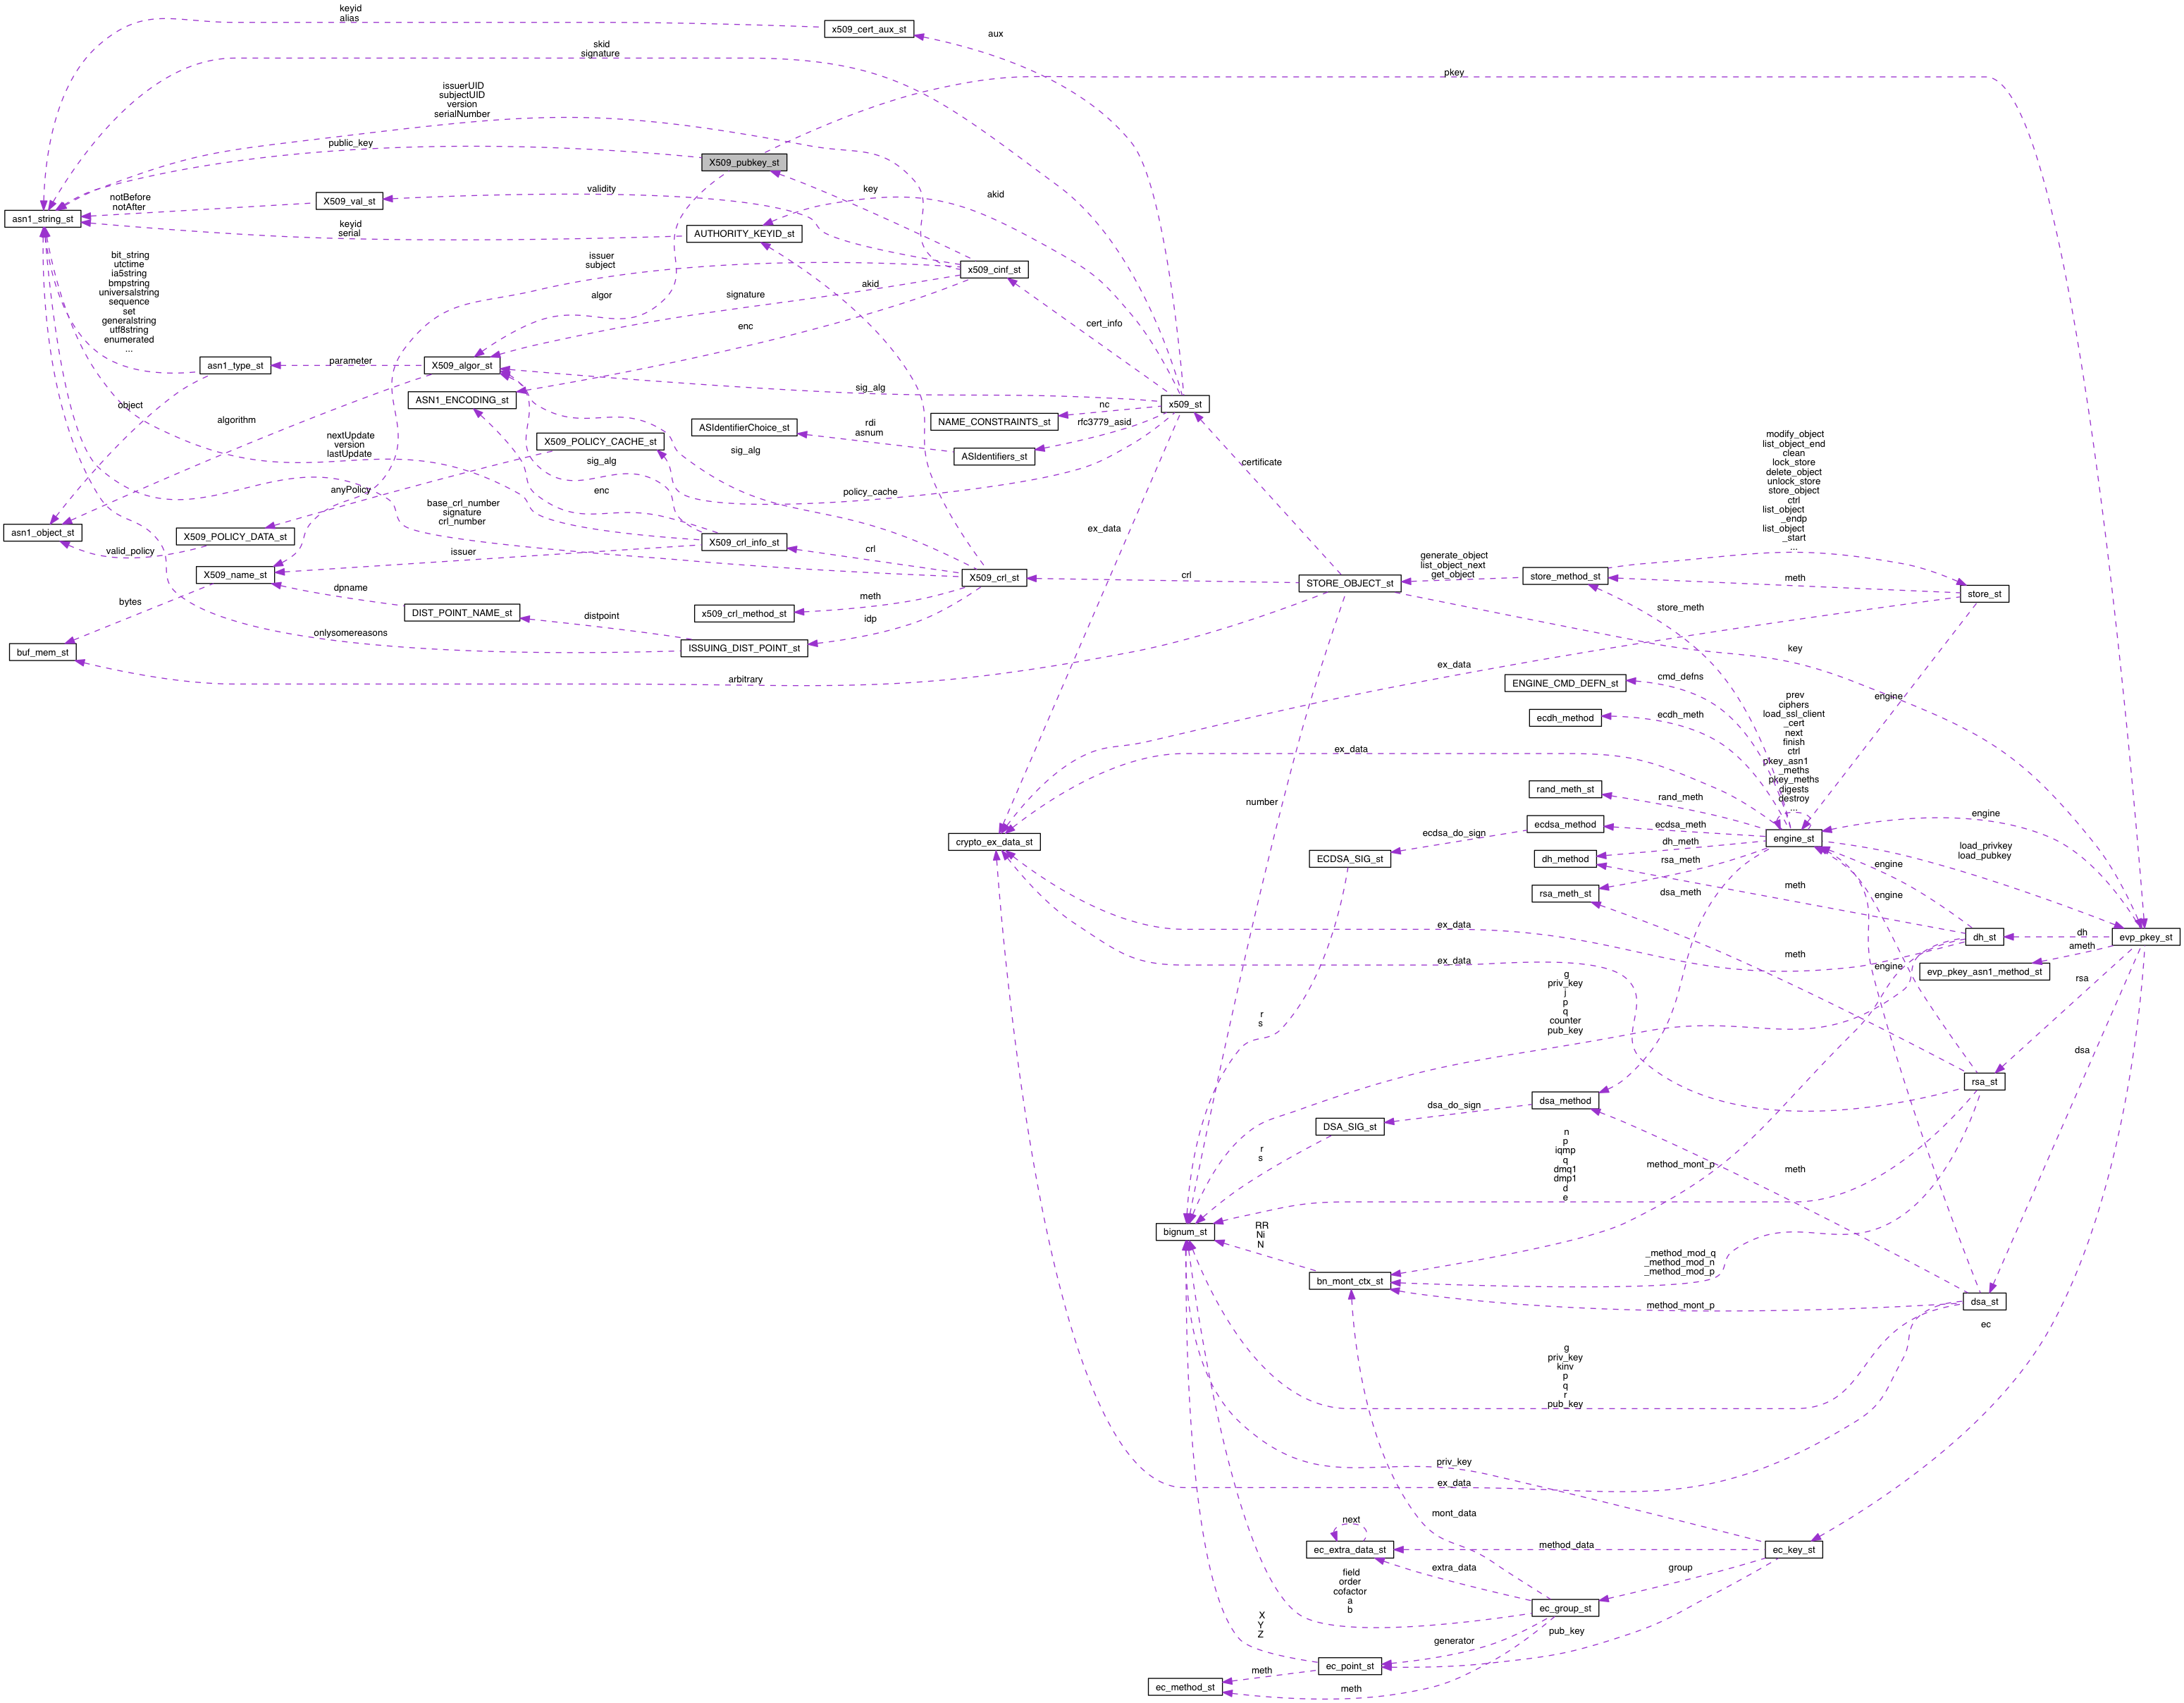 keyid
alias
x509_cert_aux_st
aux
skid
signature
pkey
issuerUID
subjectUID
version
serialNumber
public_key
X509_pubkey_st
key
akid
validity
X509_val_st
notBefore
notAfter
asn1_string_st
keyid
serial
AUTHORITY_KEYID_st
bit_string
utctime
ia5string
bmpstring
universalstring
sequence
set
generalstring
utf8string
enumerated
...
issuer
subject
x509_cinf_st
algor
signature
akid
enc
cert_info
asn1_type_st
parameter
X509_algor_st
ASN1_ENCODING_st
sig_alg
x509_st
object
algorithm
nc
NAME_CONSTRAINTS_st
ASIdentifierChoice_st
rdi
asnum
rfc3779_asid
ASIdentifiers_st
nextUpdate
version
lastUpdate
X509_POLICY_CACHE_st
sig_alg
sig_alg
certificate
anyPolicy
enc
policy_cache
base_crl_number
signature
crl_number
ex_data
asn1_object_st
X509_POLICY_DATA_st
valid_policy
X509_crl_info_st
issuer
crl
X509_name_st
X509_crl_st
crl
STORE_OBJECT_st
bytes
dpname
DIST_POINT_NAME_st
distpoint
x509_crl_method_st
meth
idp
onlysomereasons
ISSUING_DIST_POINT_st
buf_mem_st
arbitrary
modify_object
list_object_end
clean
lock_store
delete_object
unlock_store
store_object
ctrl
list_object
_endp
list_object
_start
...
generate_object
list_object_next
get_object
store_method_st
meth
store_st
store_meth
key
ex_data
ENGINE_CMD_DEFN_st
cmd_defns
ecdh_method
ecdh_meth
engine
prev
ciphers
load_ssl_client
_cert
next
finish
ctrl
pkey_asn1
_meths
pkey_meths
digests
destroy
...
ex_data
rand_meth_st
rand_meth
number
ecdsa_do_sign
ecdsa_method
ecdsa_meth
crypto_ex_data_st
ECDSA_SIG_st
dh_method
dh_meth
engine_st
engine
load_privkey
load_pubkey
rsa_meth_st
rsa_meth
dsa_meth
engine
meth
engine
ex_data
dh_st
dh
evp_pkey_st
ameth
evp_pkey_asn1_method_st
meth
ex_data
engine
rsa
g
priv_key
j
p
q
counter
pub_key
r
s
dsa
rsa_st
dsa_method
dsa_do_sign
DSA_SIG_st
r
s
n
p
iqmp
q
dmq1
dmp1
d
e
method_mont_p
meth
bignum_st
RR
Ni
N
bn_mont_ctx_st
_method_mod_q
_method_mod_n
_method_mod_p
method_mont_p
dsa_st
ec
g
priv_key
kinv
p
q
r
pub_key
priv_key
ex_data
mont_data
next
ec_extra_data_st
method_data
ec_key_st
extra_data
group
field
order
cofactor
a
b
ec_group_st
X
Y
Z
generator
pub_key
ec_point_st
meth
ec_method_st
meth